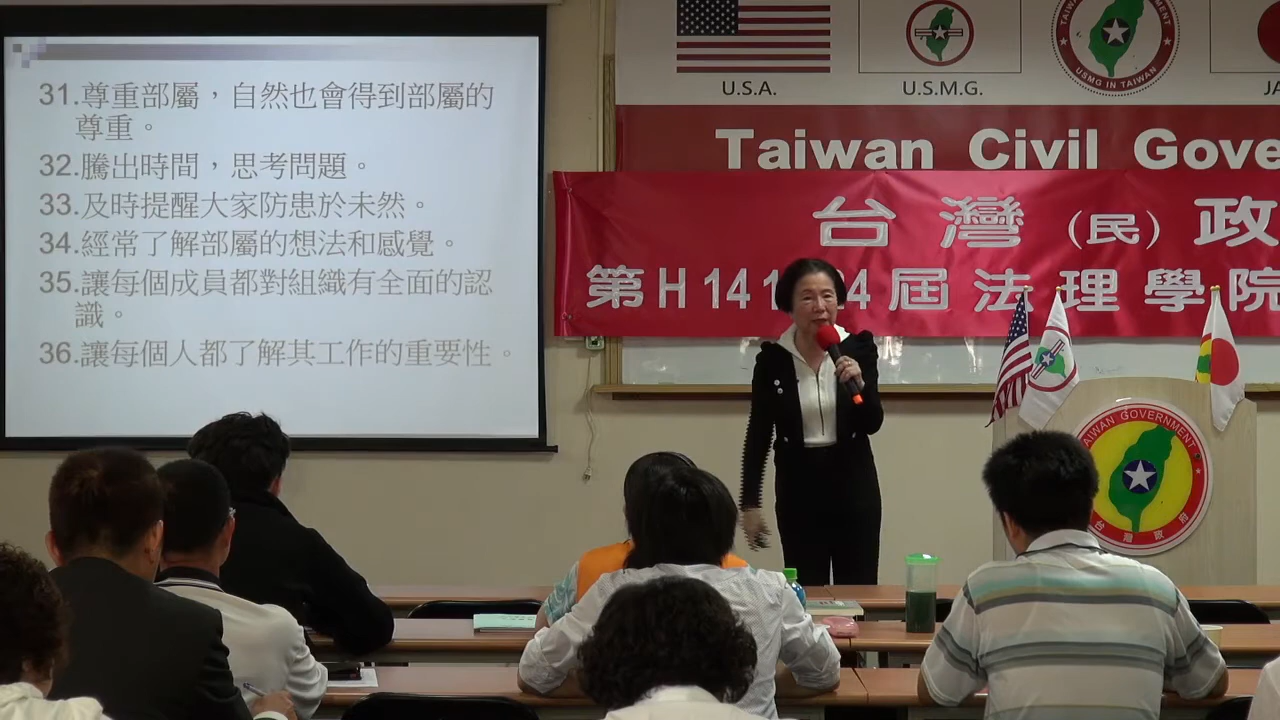 31.尊重部屬，自然也會得到部屬的
尊重。
32.騰出時間，思考問題。
33.及時提醒大家防患於未然。
34.經常了解部屬的想法和感覺。
35.讓每個成員都對組織有全面的認
識。
36.讓每個人都了解其工作的重要性。
U.S.A.
U.S.M.G.
USMG IN TAIWAN
JA
Taiwan Civil Gove
台灣(民)政
第H141 4屆法理學院
TAIWAN GOVERNMENT
台灣政府